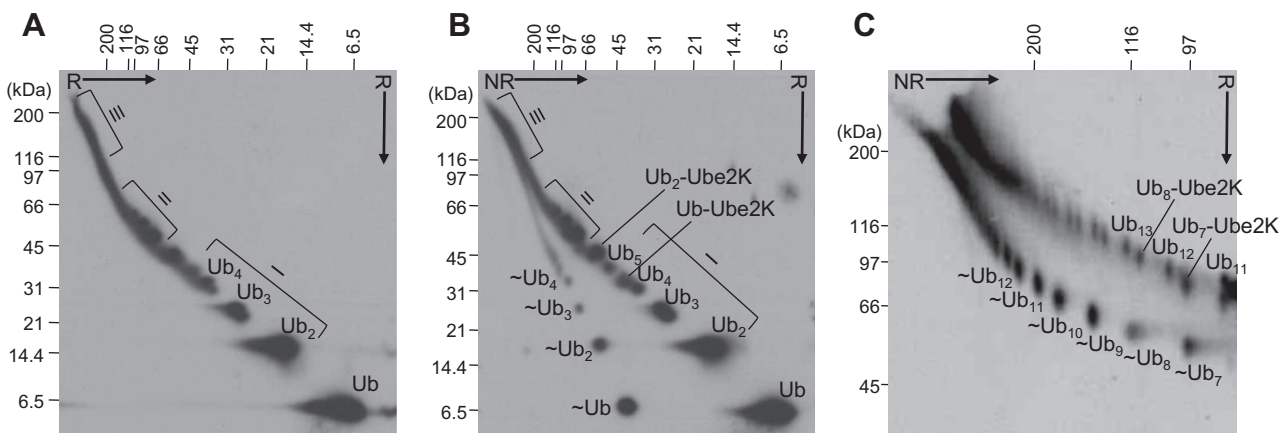 A
200
116
97
66
45
31
21
14.4
6.5
R
R
(kDa)
200
116
97
66
45
31
21
14.4
6.5
III
II
I
Ub4
Ub3
Ub2
Ub
B
200
116
97
66
45
31
21
14.4
6.5
NR
R
(kDa)
200
116
97
66
45
31
21
14.4
6.5
III
II
I
Ub2-Ube2K
Ub-Ube2K
Ub5
Ub4
Ub3
Ub2
Ub
~Ub4
~Ub3
~Ub2
~Ub
C
200
116
97
NR
R
(kDa)
200
116
97
66
45
Ub8-Ube2K
Ub7-Ube2K
Ub13
Ub12
Ub11
~Ub12
~Ub11
~Ub10
~Ub9
~Ub8
~Ub7